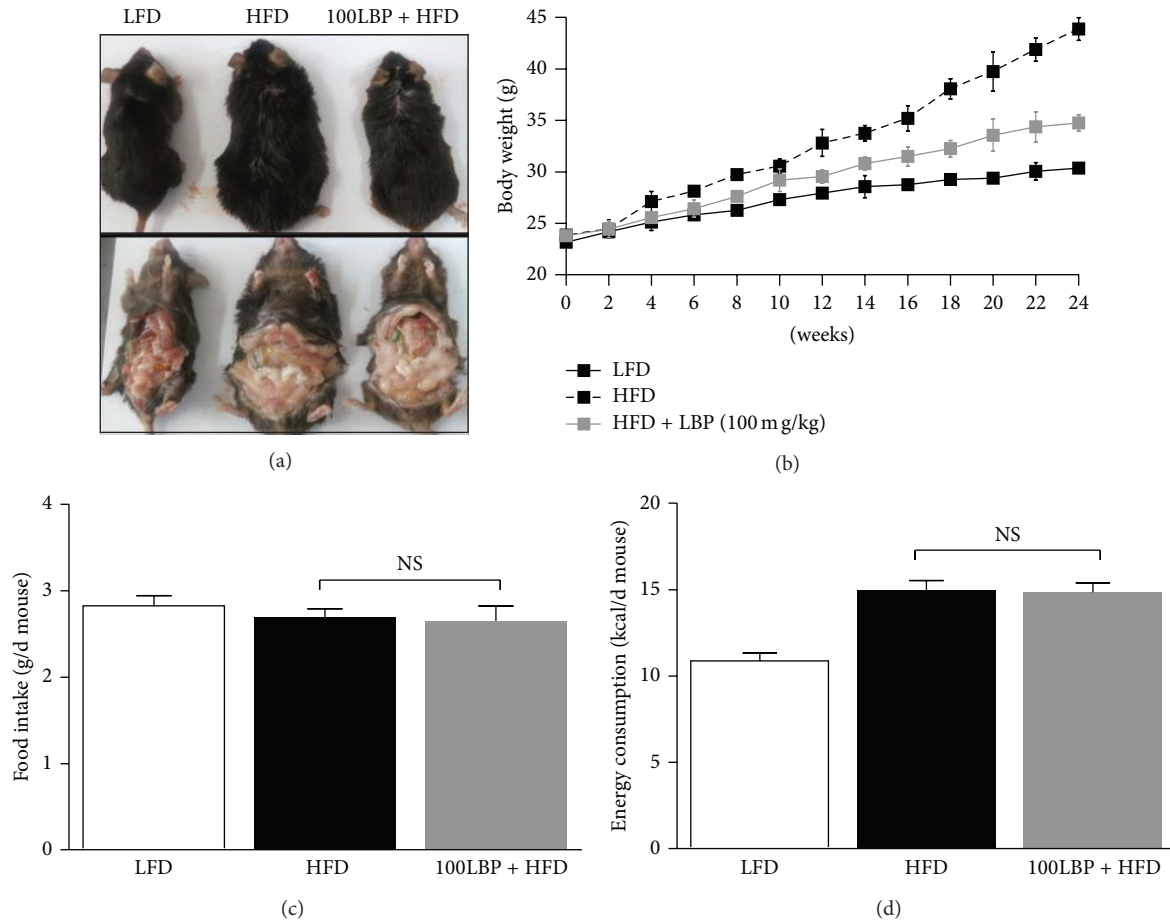 LFD HFD 100LBP + HFD
(a)
Body weight (g)
45
40
35
30
25
20
0 2 4 6 8 10 12 14 16 18 20 22 24
(weeks)
LFD
HFD
HFD + LBP (100 mg/kg)
(b)
Food intake (g/d mouse)
4
3
2
1
0
NS
LFD HFD 100LBP + HFD
(c)
Energy consumption (kcal/d mouse)
20
15
10
5
0
NS
LFD HFD 100LBP + HFD
(d)